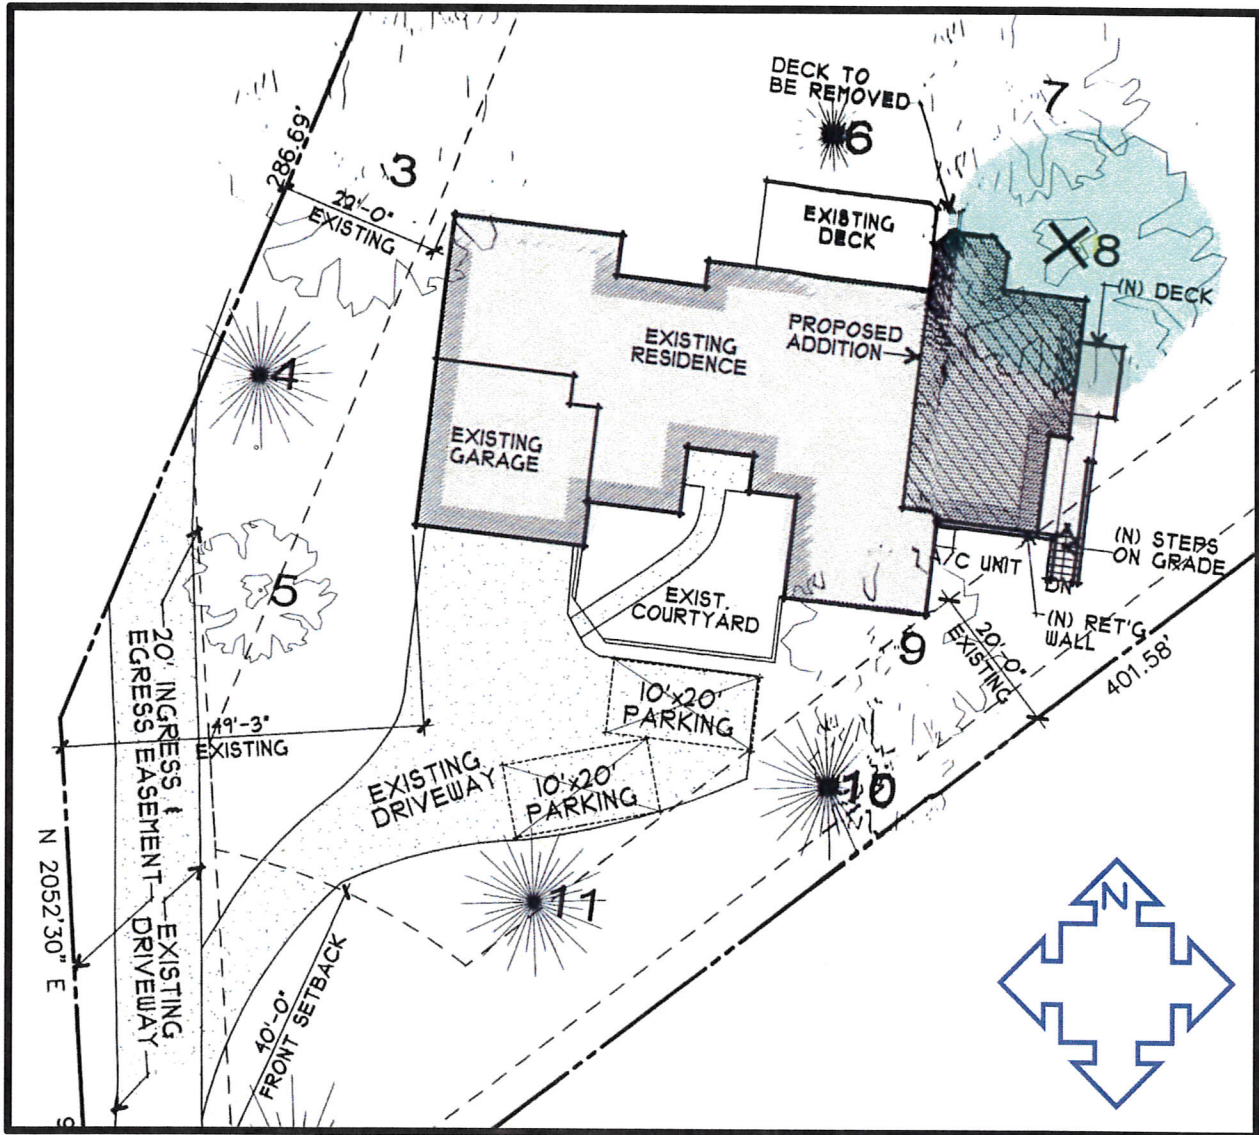 DECK TO
BE REMOVED
7
6
286.69'
3
22'-0"
EXISTING
EXISTING
DECK
8
(N) DECK
PROPOSED
ADDITION
EXISTING
RESIDENCE
4
EXISTING
GARAGE
5
A/C UNIT
(N) STEPS
ON GRADE
DN
EXIST.
COURTYARD
(N) RET'G
WALL
9
20'-0"
EXISTING
401.58'
20' INGRESS &
EGRESS EASEMENT
49'-3"
EXISTING
10'x20'
PARKING
EXISTING
DRIVEWAY
10'x20'
PARKING
10
N 2052'30" E
EXISTING
DRIVEWAY
11
N
40'-0"
FRONT SETBACK